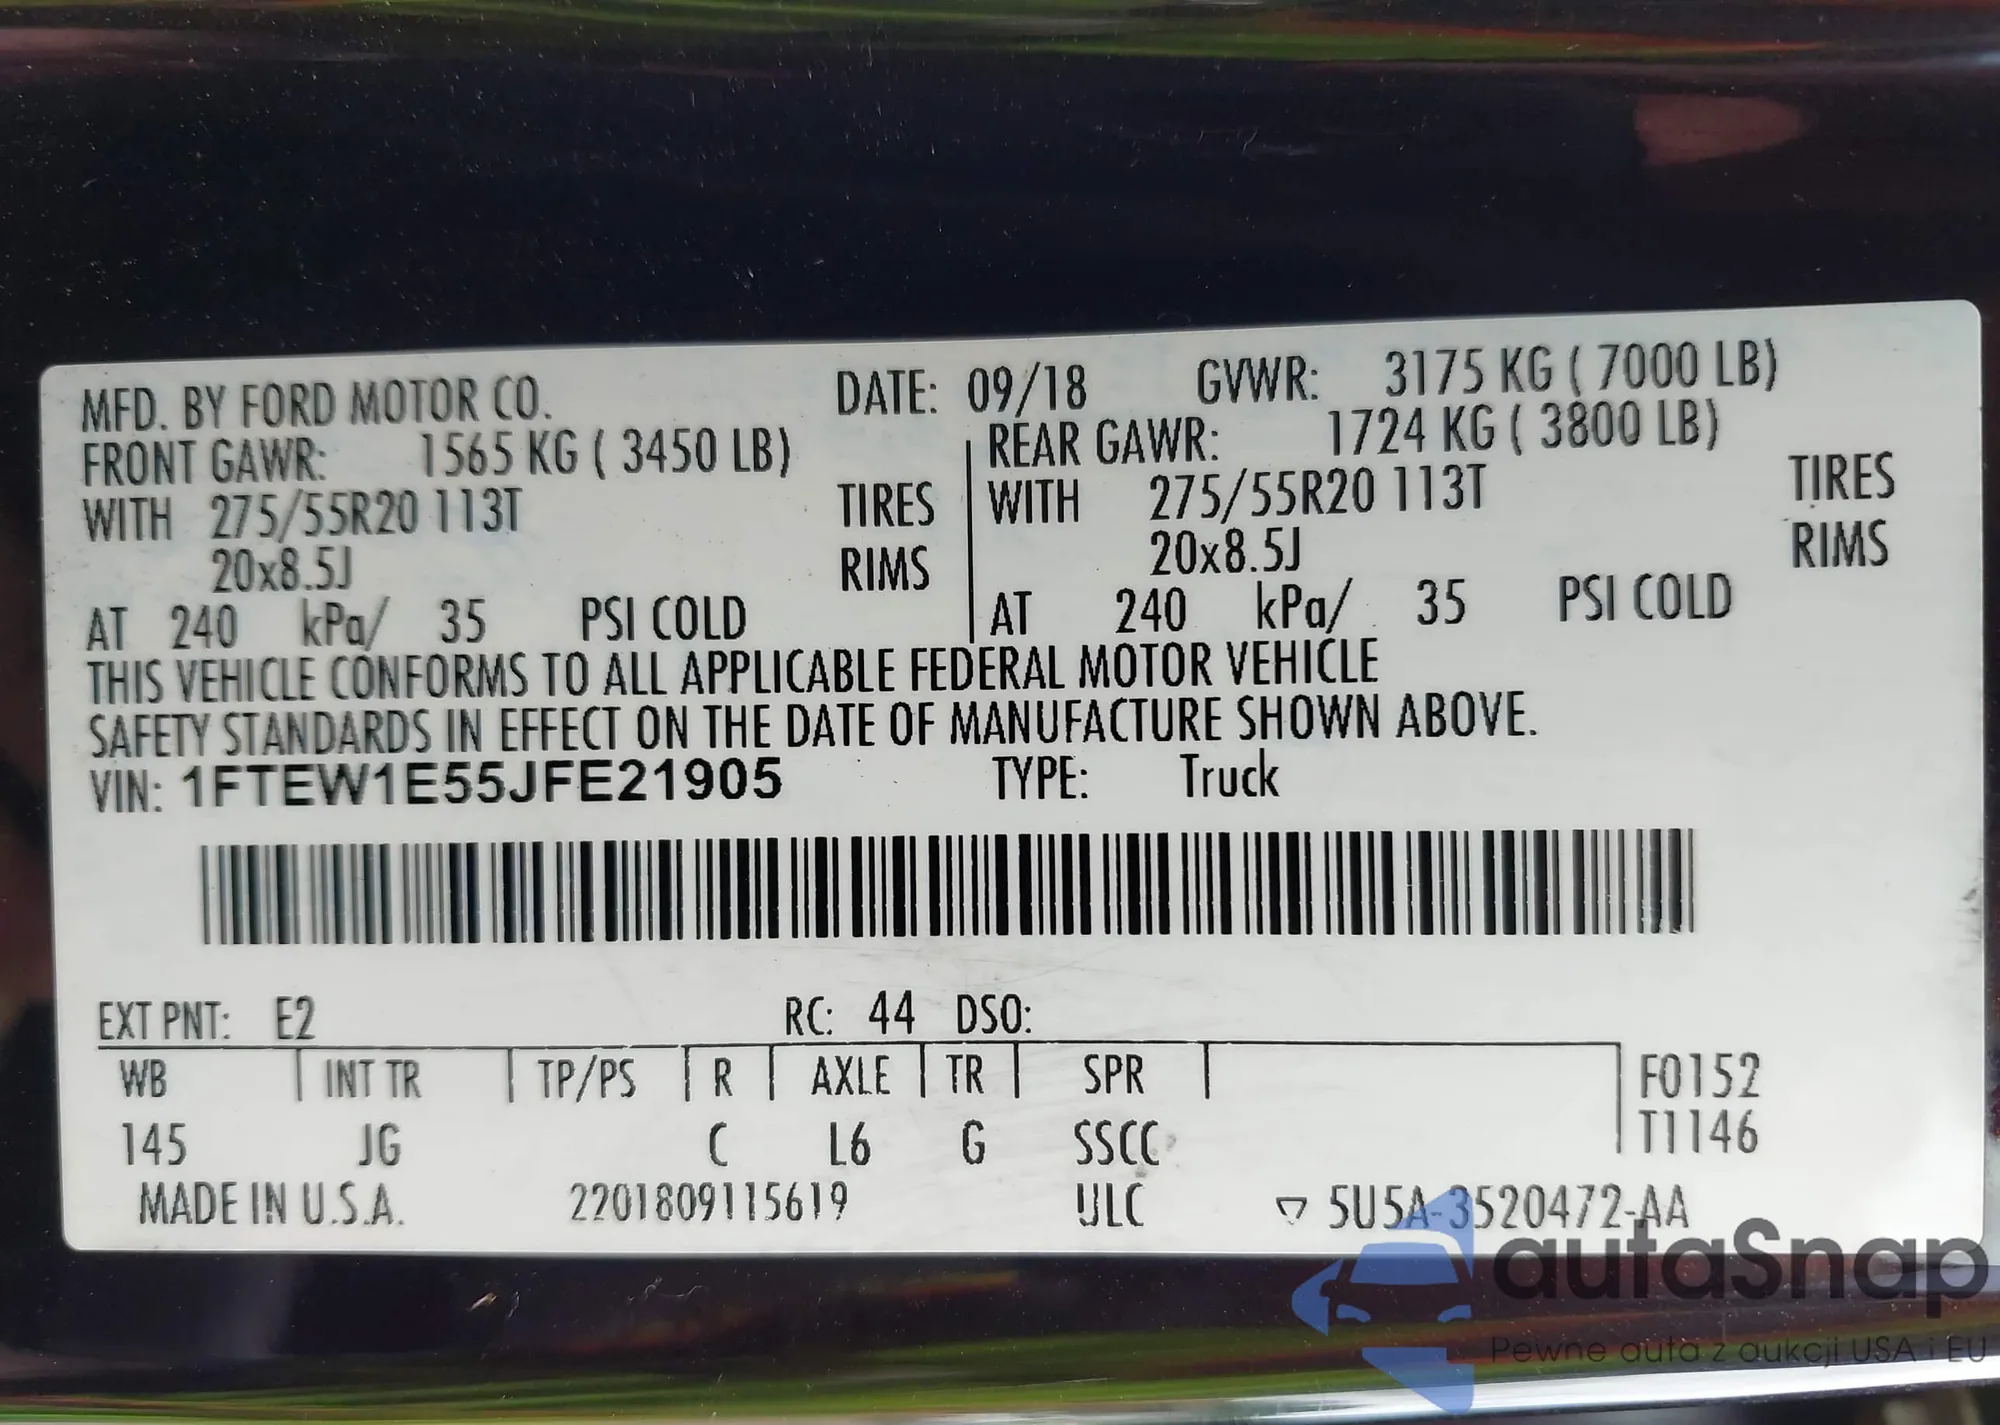 MFD. BY FORD MOTOR CO. DATE: 09/18 GVWR: 3175 KG ( 7000 LB)
FRONT GAWR: 1565 KG ( 3450 LB) REAR GAWR: 1724 KG ( 3800 LB)
WITH 275/55R20 113T TIRES WITH 275/55R20 113T TIRES
20x8.5J RIMS 20x8.5J RIMS
AT 240 kPa/ 35 PSI COLD AT 240 kPa/ 35 PSI COLD
THIS VEHICLE CONFORMS TO ALL APPLICABLE FEDERAL MOTOR VEHICLE
SAFETY STANDARDS IN EFFECT ON THE DATE OF MANUFACTURE SHOWN ABOVE.
VIN: 1FTEW1E55JFE21905 TYPE: Truck
EXT PNT: E2 RC: 44 DSO:
WB INT TR TP/PS R AXLE TR SPR F0152
145 JG C L6 G SSCC T1146
MADE IN U.S.A. 2201809115619 ULC ▽ 5U5A-3520472-AA
autaSnap
Pewne auta z aukcji USA i EU